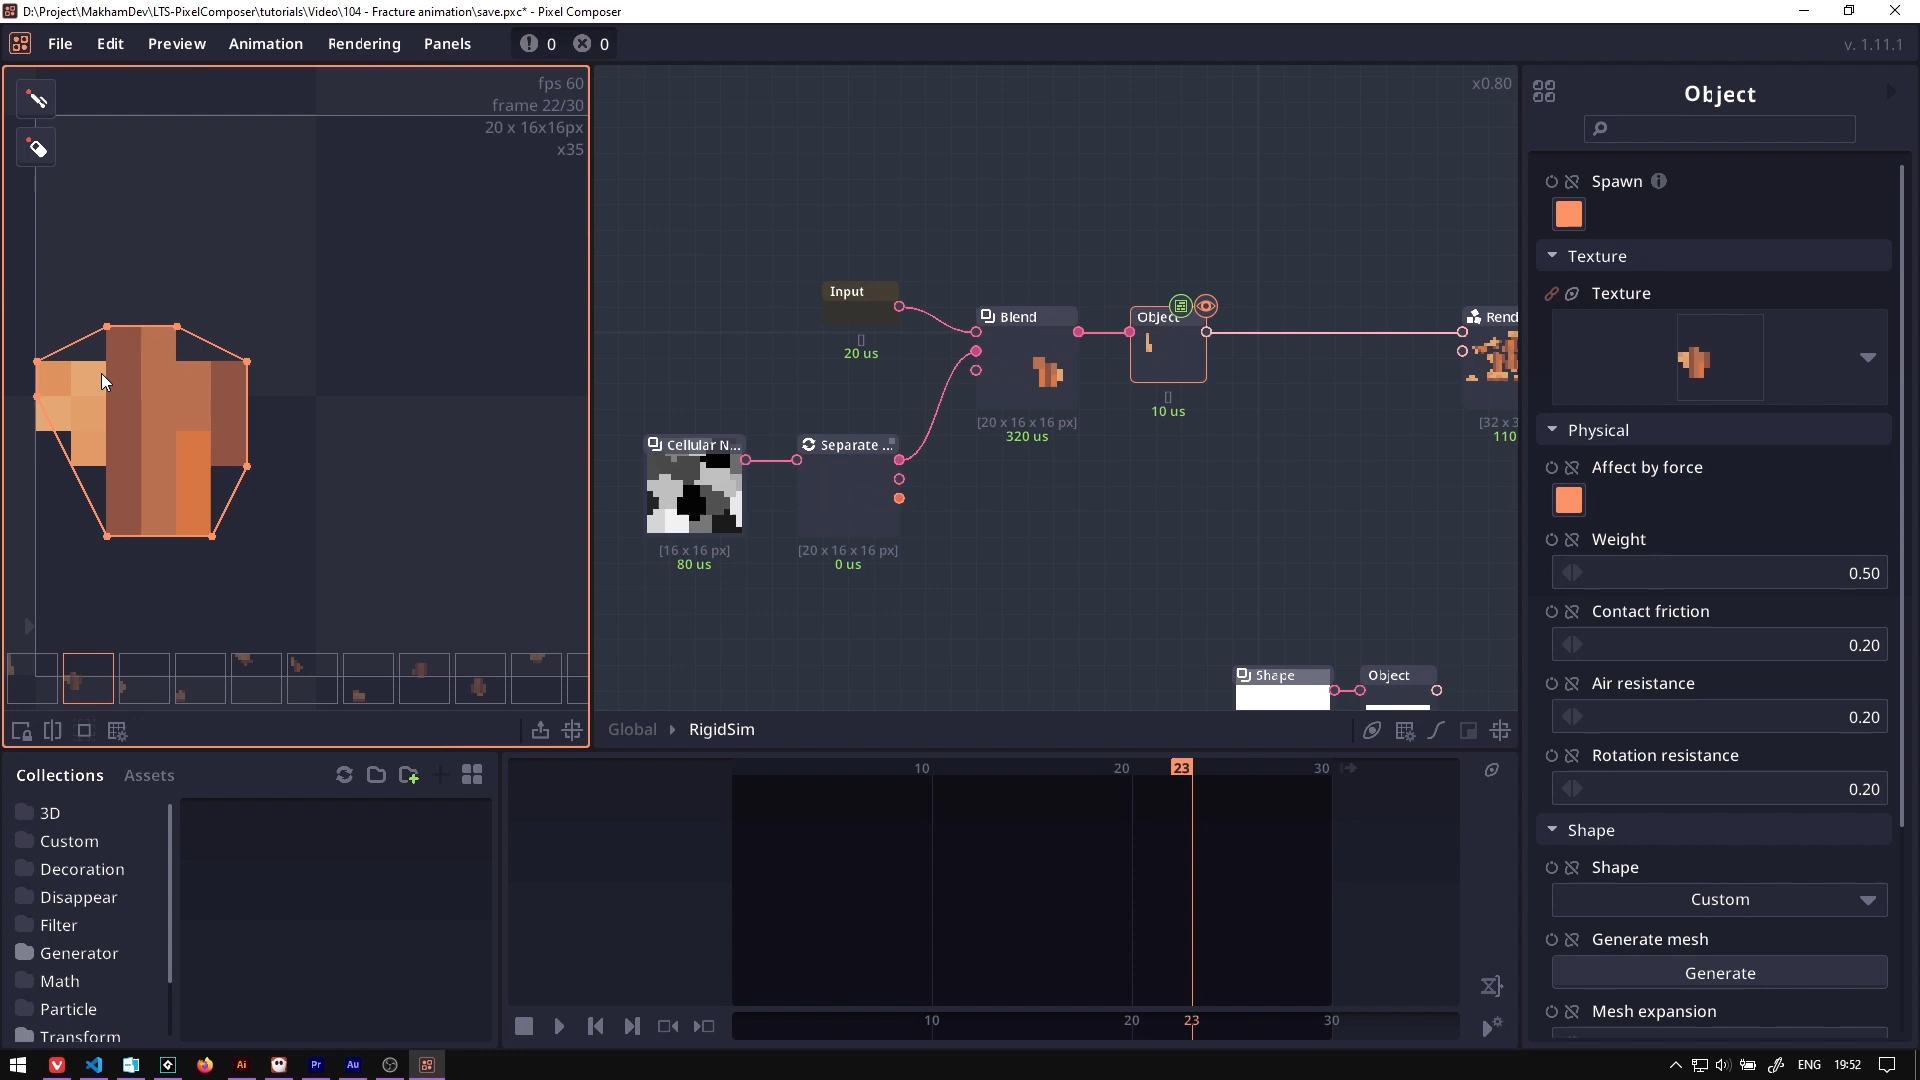 D:\Project\MakhamDev\LTS-PixelComposer\tutorials\Video\104 - Fracture animation\save.pxc* - Pixel Composer
File Edit Preview Animation Rendering Panels 0 0 v. 1.11.1
fps 60
frame 22/30
20 x 16x16px
x35
x0.80
Input
20 us
Blend
[20 x 16 x 16 px]
320 us
Object
10 us
Rend
[32 x 3
110
Cellular N...
[16 x 16 px]
80 us
Separate ...
[20 x 16 x 16 px]
0 us
Shape
Object
Global RigidSim
Object
Spawn
Texture
Texture
Physical
Affect by force
Weight
0.50
Contact friction
0.20
Air resistance
0.20
Rotation resistance
0.20
Shape
Shape
Custom
Generate mesh
Generate
Mesh expansion
Collections Assets
3D
Custom
Decoration
Disappear
Filter
Generator
Math
Particle
Transform
10 20 23 30
10 20 23 30
Ai Pr Au
ENG 19:52